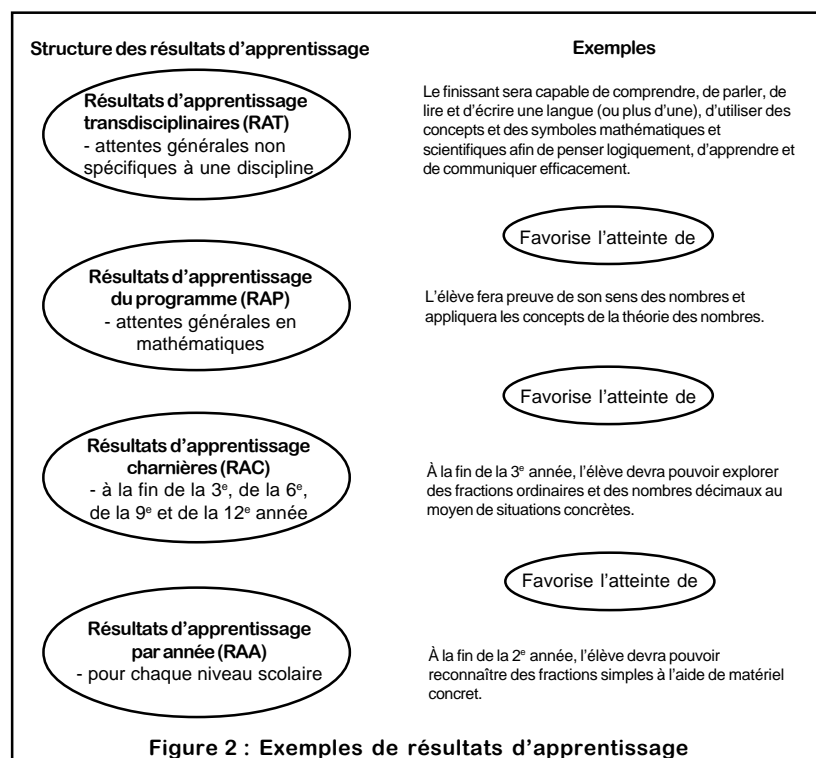 Structure des résultats d'apprentissage
Exemples
Résultats d'apprentissage
transdisciplinaires (RAT)
- attentes générales non
spécifiques à une discipline
Le finissant sera capable de comprendre, de parler, de
lire et d'écrire une langue (ou plus d'une), d'utiliser des
concepts et des symboles mathématiques et
scientifiques afin de penser logiquement, d'apprendre et
de communiquer efficacement.
Favorise l'atteinte de
Résultats d'apprentissage
du programme (RAP)
- attentes générales en
mathématiques
L'élève fera preuve de son sens des nombres et
appliquera les concepts de la théorie des nombres.
Favorise l'atteinte de
Résultats d'apprentissage
charnières (RAC)
- à la fin de la 3e, de la 6e,
de la 9e et de la 12e année
À la fin de la 3e année, l'élève devra pouvoir explorer
des fractions ordinaires et des nombres décimaux au
moyen de situations concrètes.
Favorise l'atteinte de
Résultats d'apprentissage
par année (RAA)
- pour chaque niveau scolaire
À la fin de la 2e année, l'élève devra pouvoir
reconnaître des fractions simples à l'aide de matériel
concret.
Figure 2 : Exemples de résultats d'apprentissage